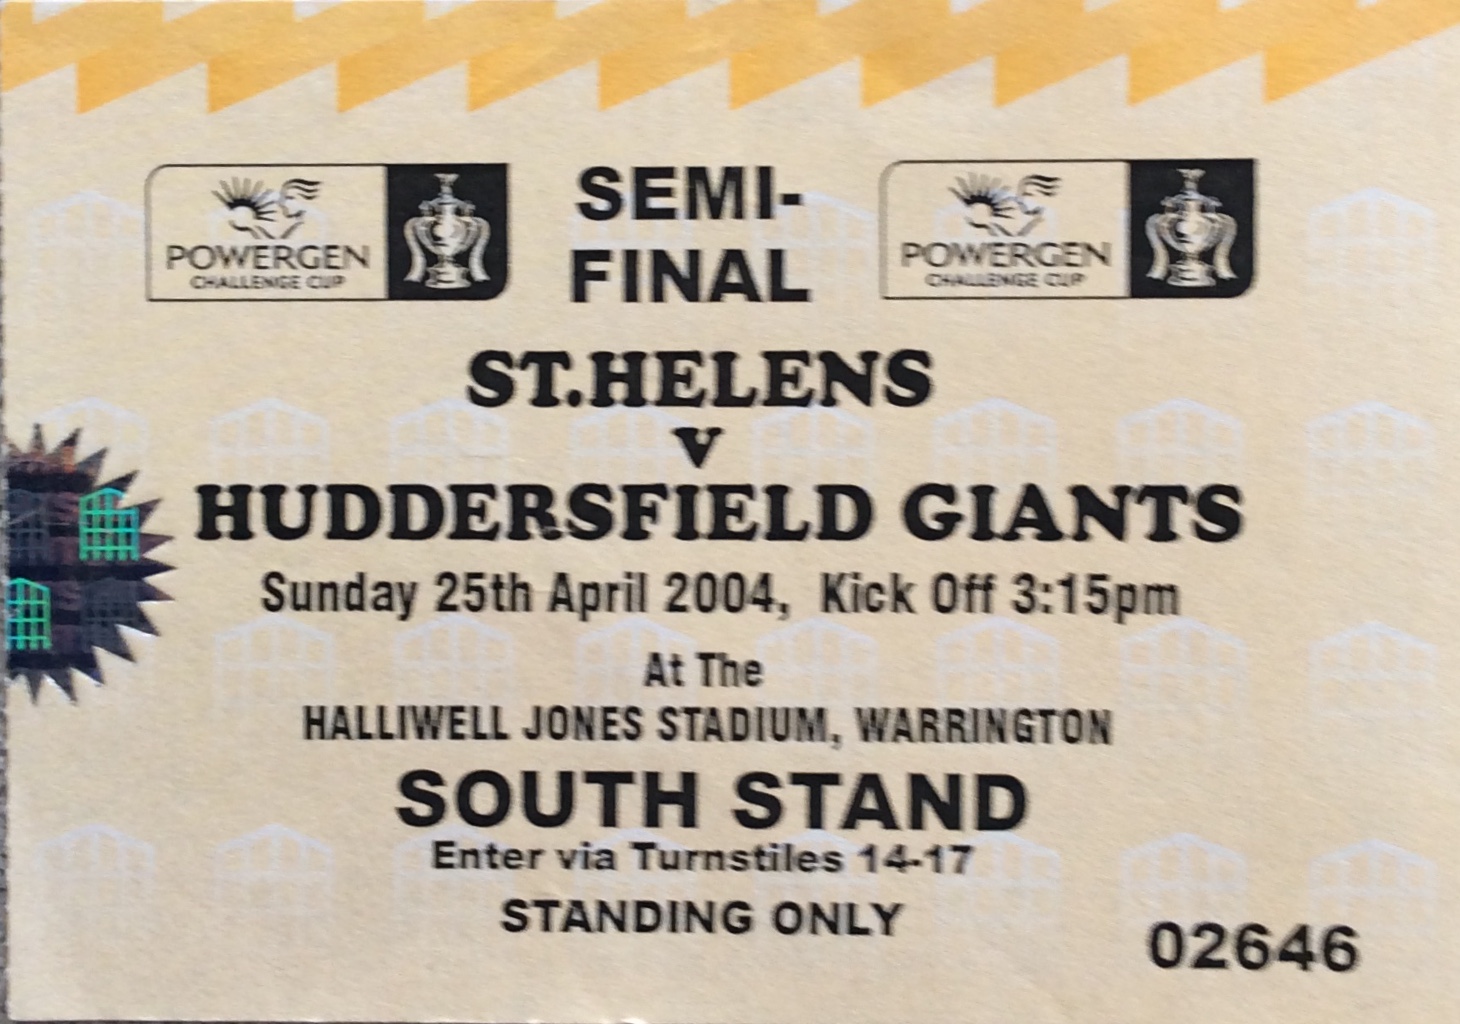 SEMI-
FINAL
POWERGEN
CHALLENGE CUP
POWERGEN
CHALLENGE CUP
ST.HELENS
V
HUDDERSFIELD GIANTS
Sunday 25th April 2004, Kick Off 3:15pm
At The
HALLIWELL JONES STADIUM, WARRINGTON
SOUTH STAND
Enter via Turnstiles 14-17
STANDING ONLY
02646